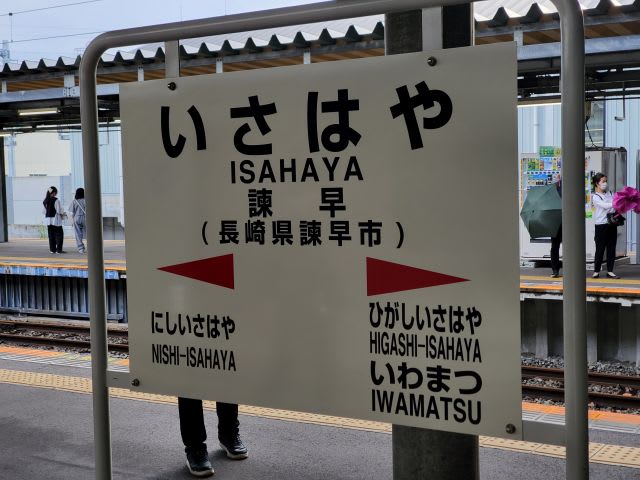 いさはや
ISAHAYA
諫早
(長崎県諫早市)
にしいさはや
NISHI-ISAHAYA
ひがしいさはや
HIGASHI-ISAHAYA
いわまつ
IWAMATSU